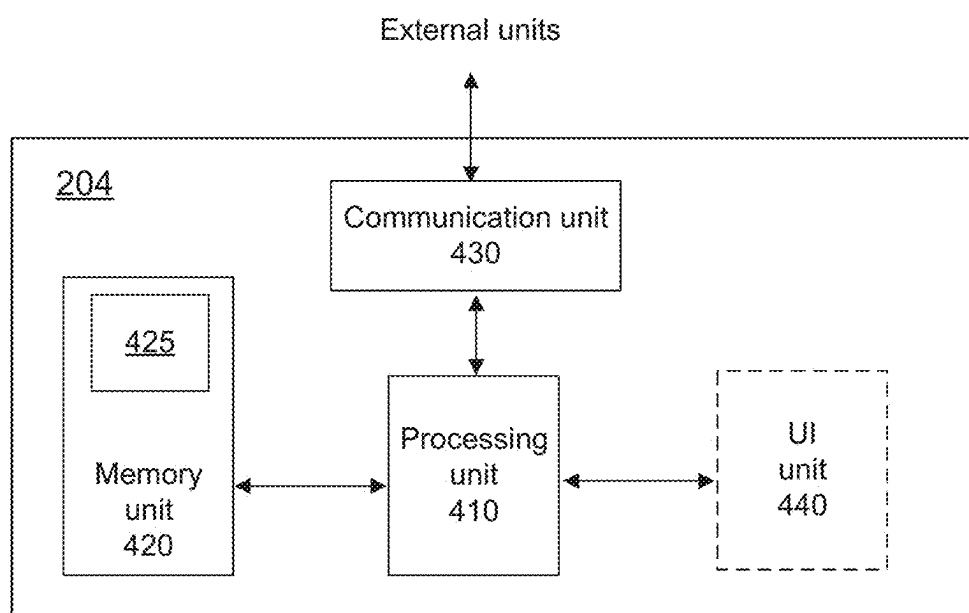 External units
204
Communication unit
430
425
Memory
unit
420
Processing
unit
410
UI
unit
440